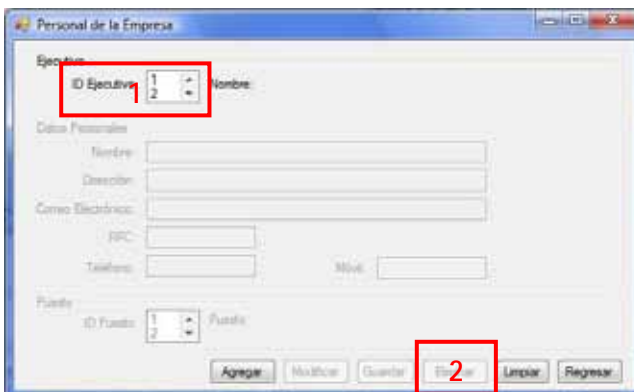 Personal de la Empresa
Ejecutivo
ID Ejecutivo 1 1 Nombre:
2
Datos Personales
Nombre:
Dirección:
Correo Electrónico:
RFC:
Teléfono: Móvil:
Puesto
ID Puesto 1 Puesto
2
Agregar Modificar Guardar 2 Limpiar Regresar